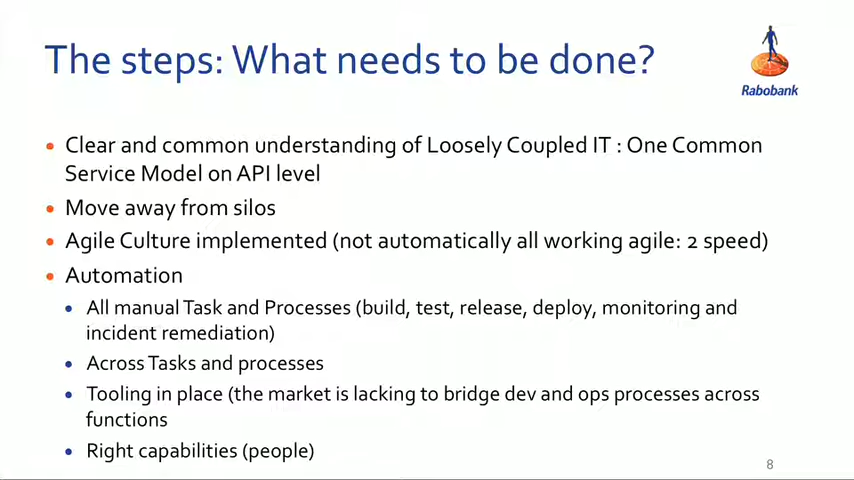 The steps: What needs to be done?
Rabobank
• Clear and common understanding of Loosely Coupled IT : One Common
Service Model on API level
• Move away from silos
• Agile Culture implemented (not automatically all working agile: 2 speed)
• Automation
• All manual Task and Processes (build, test, release, deploy, monitoring and
incident remediation)
• Across Tasks and processes
• Tooling in place (the market is lacking to bridge dev and ops processes across
functions
• Right capabilities (people)
8